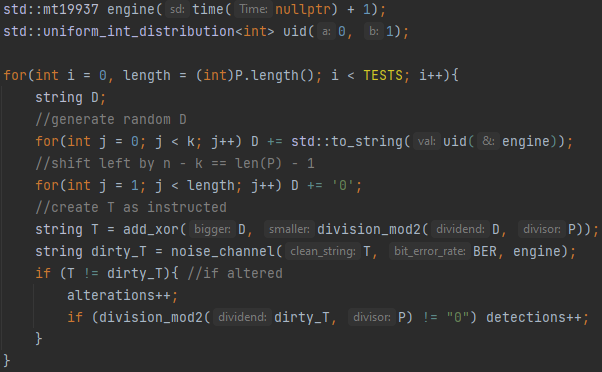 std::mt19937 engine( sd: time( Time: nullptr) + 1);
std::uniform_int_distribution<int> uid( a: 0, b: 1);
for(int i = 0, length = (int)P.length(); i < TESTS; i++){
string D;
//generate random D
for(int j = 0; j < k; j++) D += std::to_string( val: uid( &: engine));
//shift left by n - k == len(P) - 1
for(int j = 1; j < length; j++) D += '0';
//create T as instructed
string T = add_xor( bigger: D, smaller: division_mod2( dividend: D, divisor: P));
string dirty_T = noise_channel( clean_string: T, bit_error_rate: BER, engine);
if (T != dirty_T){ //if altered
alterations++;
if (division_mod2( dividend: dirty_T, divisor: P) != "0") detections++;
}
}